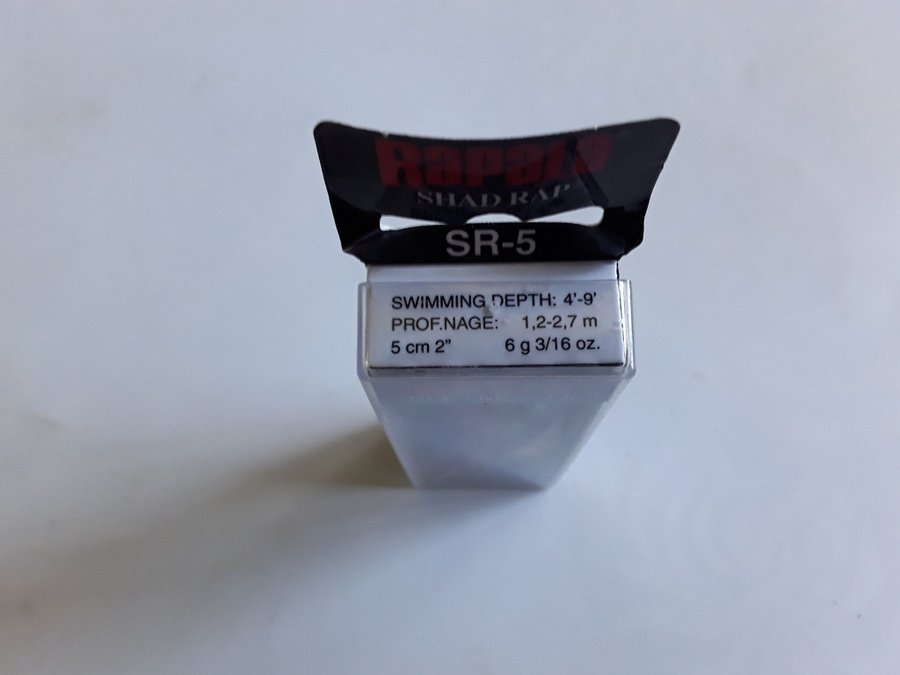 Rapala
SHAD RAP
SR-5
SWIMMING DEPTH: 4'-9'
PROF.NAGE: 1,2-2,7 m
5 cm 2" 6 g 3/16 oz.